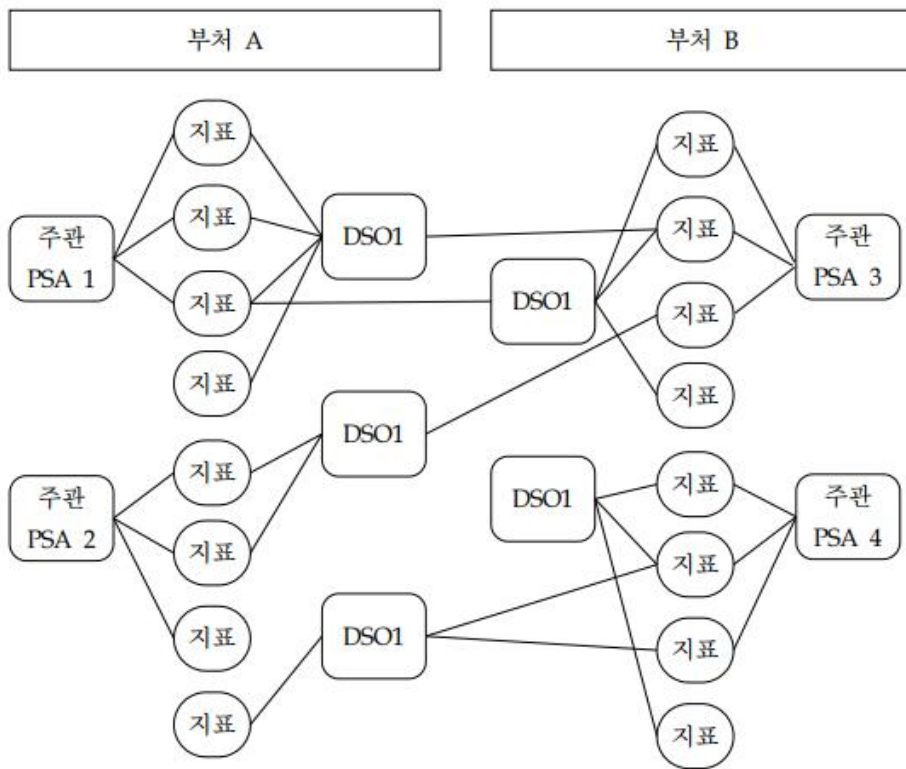 부처 A
부처 B
지표
지표
지표
지표
주관
PSA 1
DSO1
지표
지표
지표
지표
주관
PSA 3
DSO1
DSO1
지표
지표
지표
지표
주관
PSA 2
DSO1
DSO1
지표
지표
지표
지표
주관
PSA 4